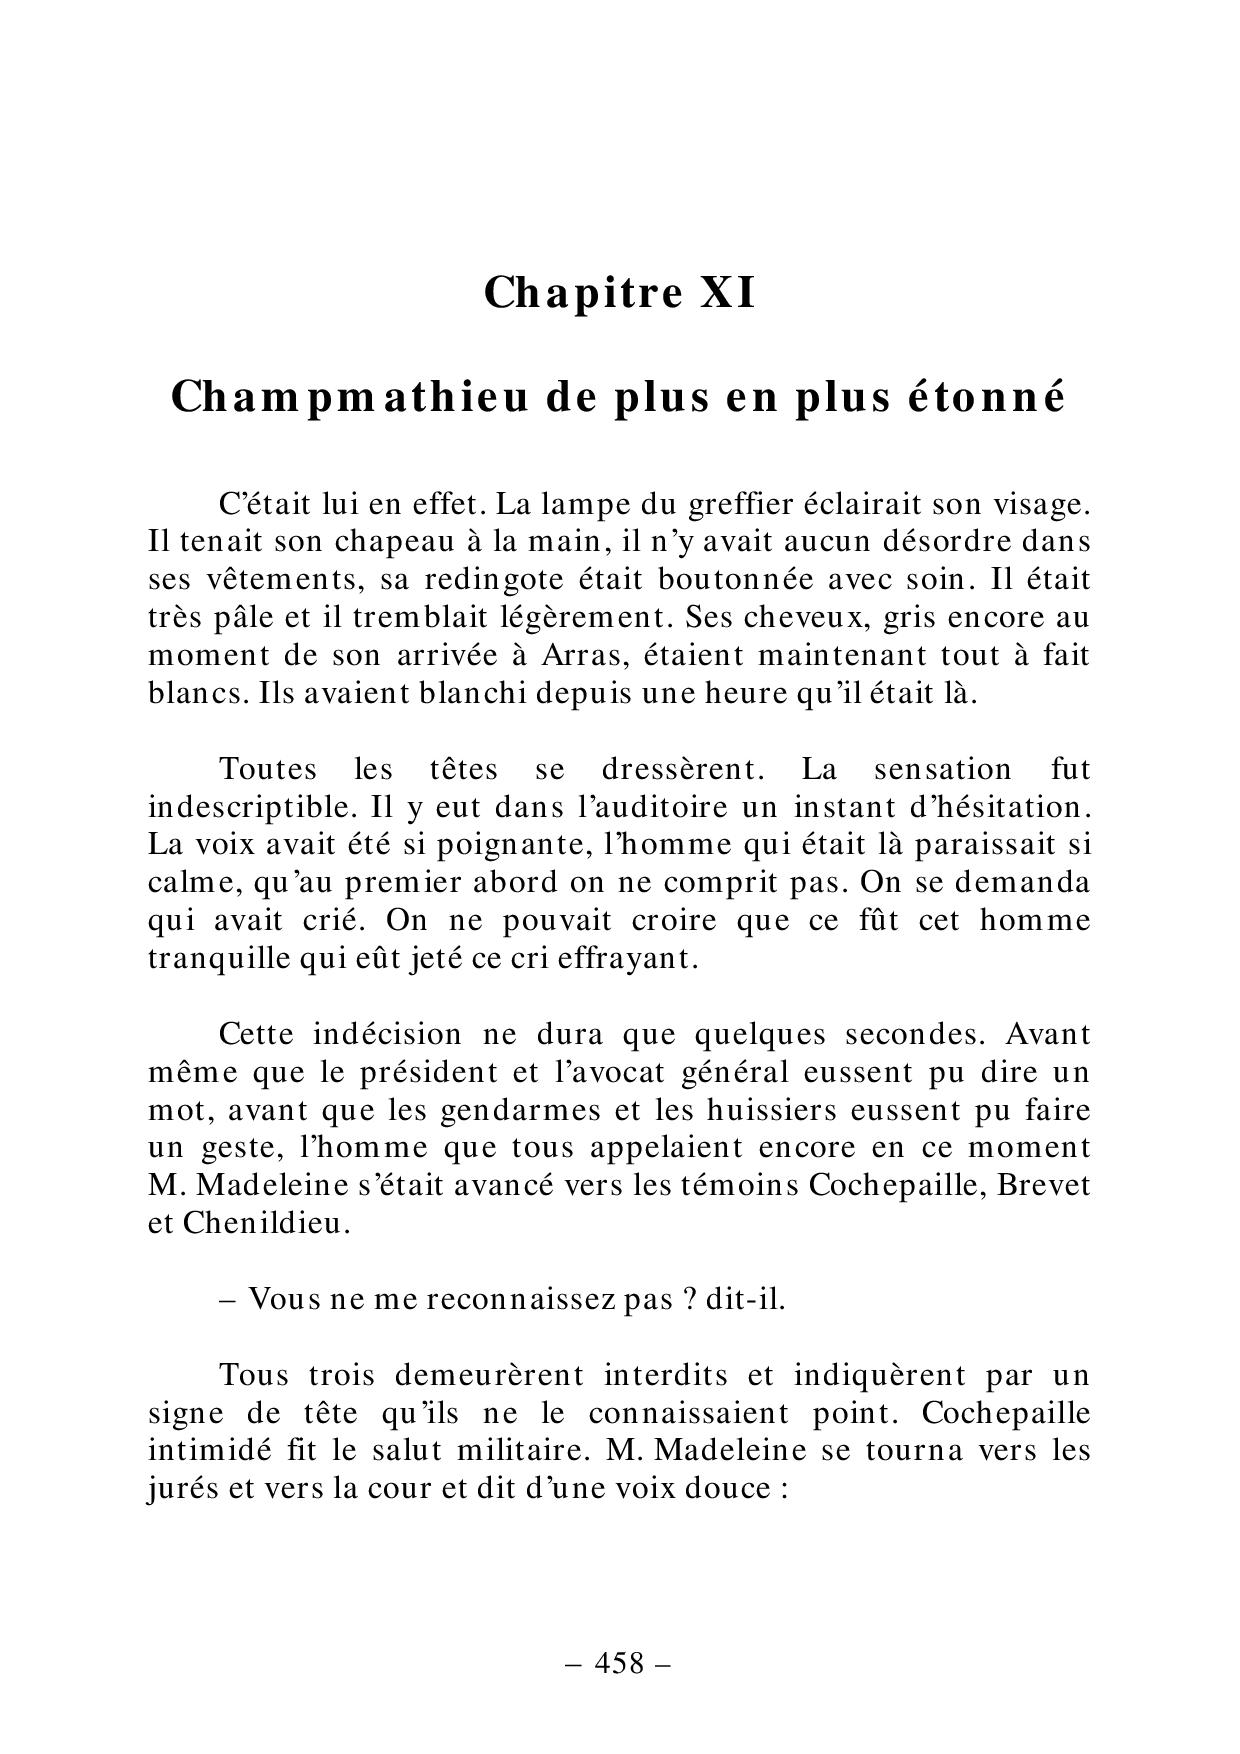 Chapitre XI
Champmathieu de plus en plus étonné
C’était lui en effet. La lampe du greffier éclairait son visage.
Il tenait son chapeau à la main, il n’y avait aucun désordre dans
ses vêtements, sa redingote était boutonnée avec soin. Il était
très pâle et il tremblait légèrement. Ses cheveux, gris encore au
moment de son arrivée à Arras, étaient maintenant tout à fait
blancs. Ils avaient blanchi depuis une heure qu’il était là.
Toutes les têtes se dressèrent. La sensation fut
indescriptible. Il y eut dans l’auditoire un instant d’hésitation.
La voix avait été si poignante, l’homme qui était là paraissait si
calme, qu’au premier abord on ne comprit pas. On se demanda
qui avait crié. On ne pouvait croire que ce fût cet homme
tranquille qui eût jeté ce cri effrayant.
Cette indécision ne dura que quelques secondes. Avant
même que le président et l’avocat général eussent pu dire un
mot, avant que les gendarmes et les huissiers eussent pu faire
un geste, l’homme que tous appelaient encore en ce moment
M. Madeleine s’était avancé vers les témoins Cochepaille, Brevet
et Chenildieu.
– Vous ne me reconnaissez pas ? dit-il.
Tous trois demeurèrent interdits et indiquèrent par un
signe de tête qu’ils ne le connaissaient point. Cochepaille
intimidé fit le salut militaire. M. Madeleine se tourna vers les
jurés et vers la cour et dit d’une voix douce :
– 458 –